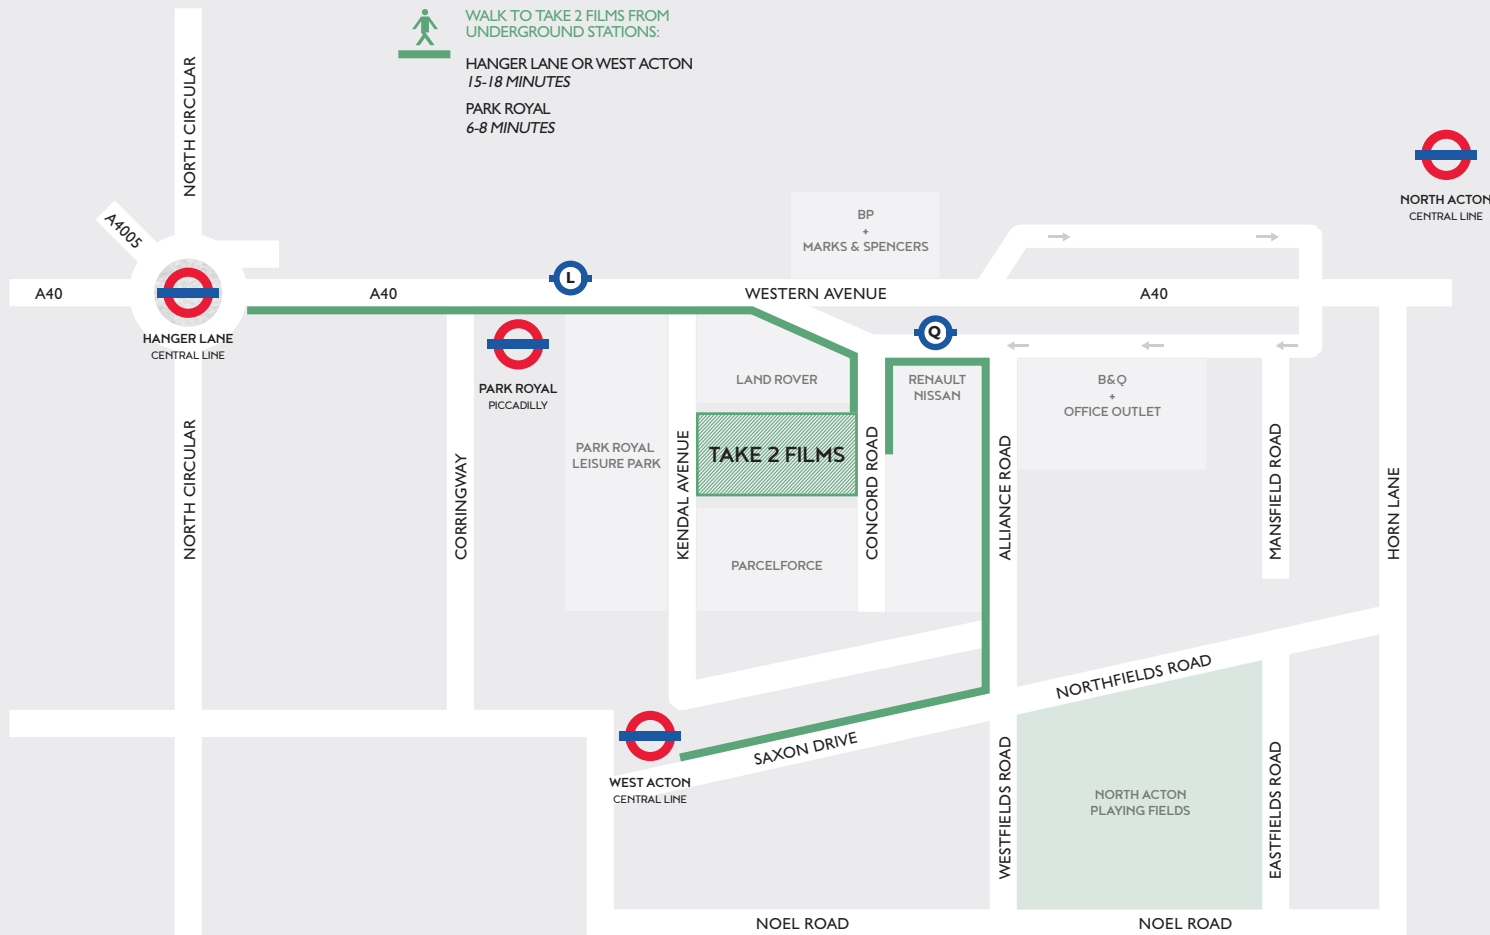 WALK TO TAKE 2 FILMS FROM
UNDERGROUND STATIONS:
HANGER LANE OR WEST ACTON
15-18 MINUTES
PARK ROYAL
6-8 MINUTES
NORTH CIRCULAR
A4005
NORTH ACTON
CENTRAL LINE
BP
+
MARKS & SPENCERS
A40
A40
L
WESTERN AVENUE
A40
HANGER LANE
CENTRAL LINE
PARK ROYAL
PICCADILLY
Q
LAND ROVER
RENAULT
NISSAN
B&Q
+
OFFICE OUTLET
PARK ROYAL
LEISURE PARK
TAKE 2 FILMS
NORTH CIRCULAR
CORRINGWAY
KENDAL AVENUE
CONCORD ROAD
ALLIANCE ROAD
MANSFIELD ROAD
HORN LANE
PARCELFORCE
NORTHFIELDS ROAD
SAXON DRIVE
WEST ACTON
CENTRAL LINE
WESTFIELDS ROAD
NORTH ACTON
PLAYING FIELDS
EASTFIELDS ROAD
NOEL ROAD
NOEL ROAD